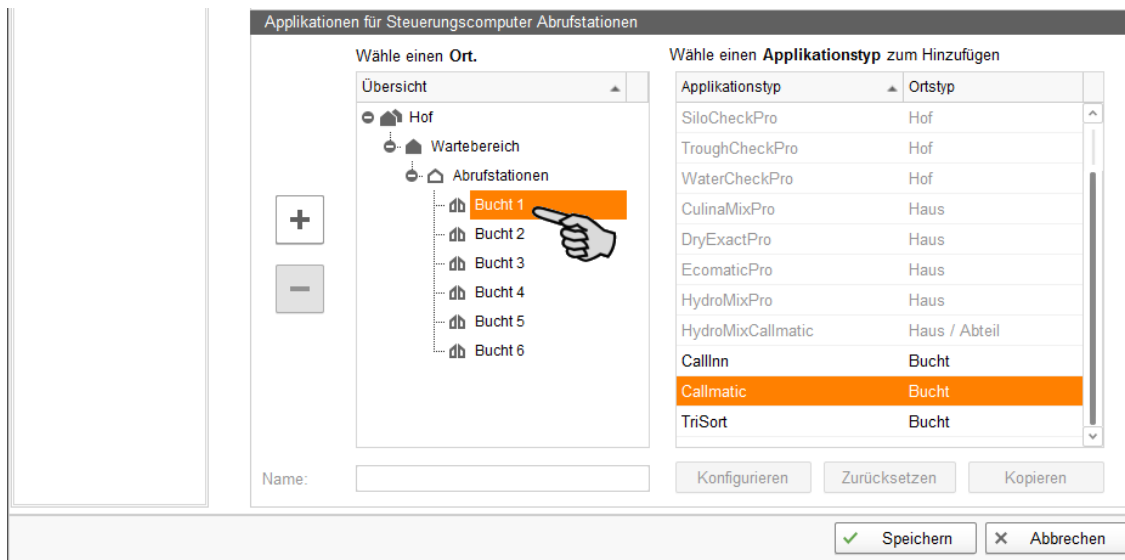 Applikationen für Steuerungscomputer Abrufstationen
Wähle einen Ort.
Wähle einen Applikationstyp zum Hinzufügen
Übersicht
Applikationstyp Ortstyp
Hof
Wartebereich
Abrufstationen
Bucht 1
Bucht 2
Bucht 3
Bucht 4
Bucht 5
Bucht 6
SiloCheckPro Hof
TroughCheckPro Hof
WaterCheckPro Hof
CulinaMixPro Haus
DryExactPro Haus
EcomaticPro Haus
HydroMixPro Haus
HydroMixCallmatic Haus / Abteil
CallInn Bucht
Callmatic Bucht
TriSort Bucht
Name:
Konfigurieren Zurücksetzen Kopieren
Speichern Abbrechen